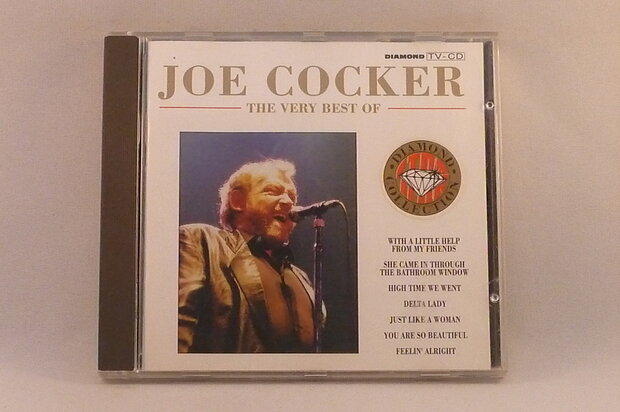 DIAMOND TV-CD
JOE COCKER
THE VERY BEST OF
DIAMOND
COLLECTION
WITH A LITTLE HELP
FROM MY FRIENDS
SHE CAME IN THROUGH
THE BATHROOM WINDOW
HIGH TIME WE WENT
DELTA LADY
JUST LIKE A WOMAN
YOU ARE SO BEAUTIFUL
FEELIN' ALRIGHT